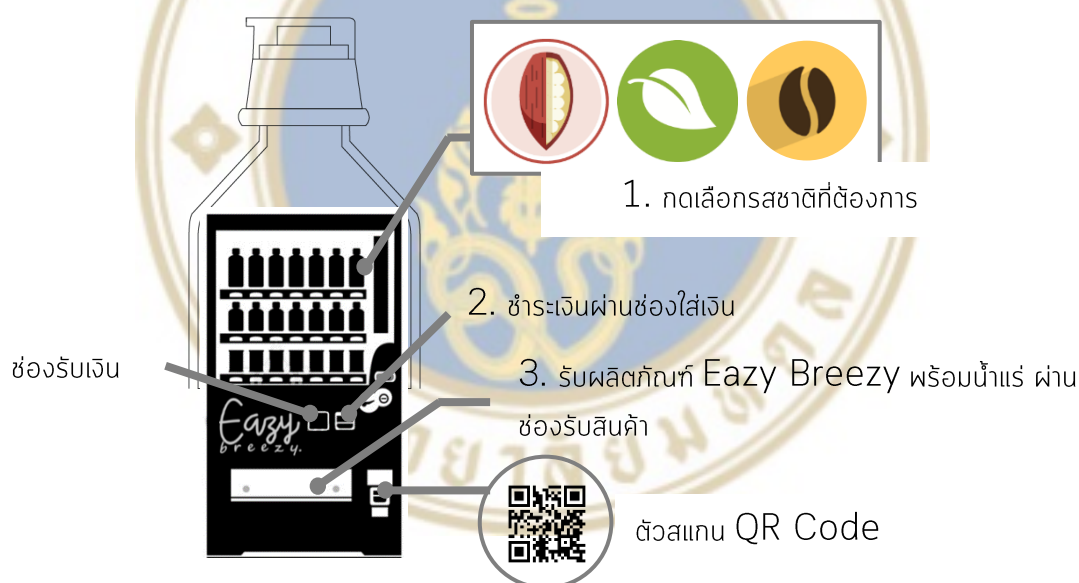 1. กดเลือกรสชาติที่ต้องการ
2. ชำระเงินผ่านช่องใส่เงิน
ช่องรับเงิน
3. รับผลิตภัณฑ์ Eazy Breezy พร้อมน้ำแร่ ผ่าน
ช่องรับสินค้า
Eazy
breezy.
ตัวสแกน QR Code